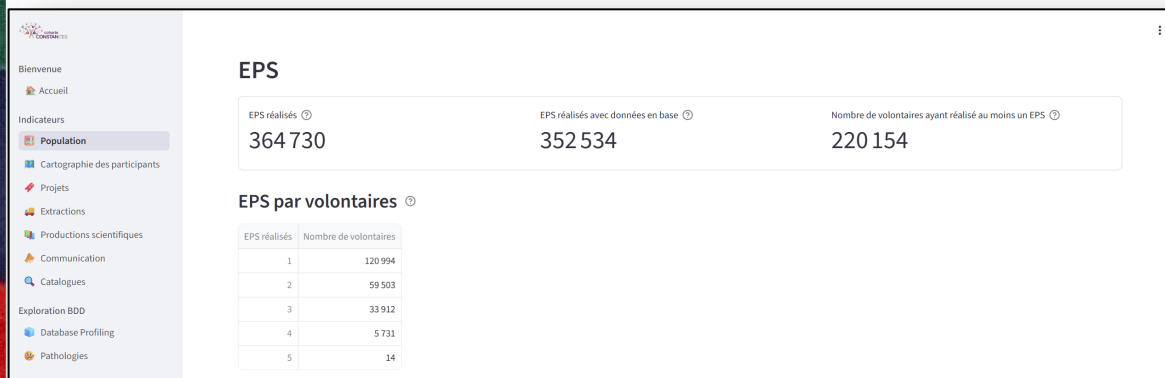 cohorte
CONSTANCES
Bienvenue
Accueil
Indicateurs
Population
Cartographie des participants
Projets
Extractions
Productions scientifiques
Communication
Catalogues
Exploration BDD
Database Profiling
Pathologies
EPS
EPS réalisés
364 730
EPS réalisés avec données en base
352 534
Nombre de volontaires ayant réalisé au moins un EPS
220 154
EPS par volontaires
EPS réalisés Nombre de volontaires
1 120 994
2 59 503
3 33 912
4 5 731
5 14